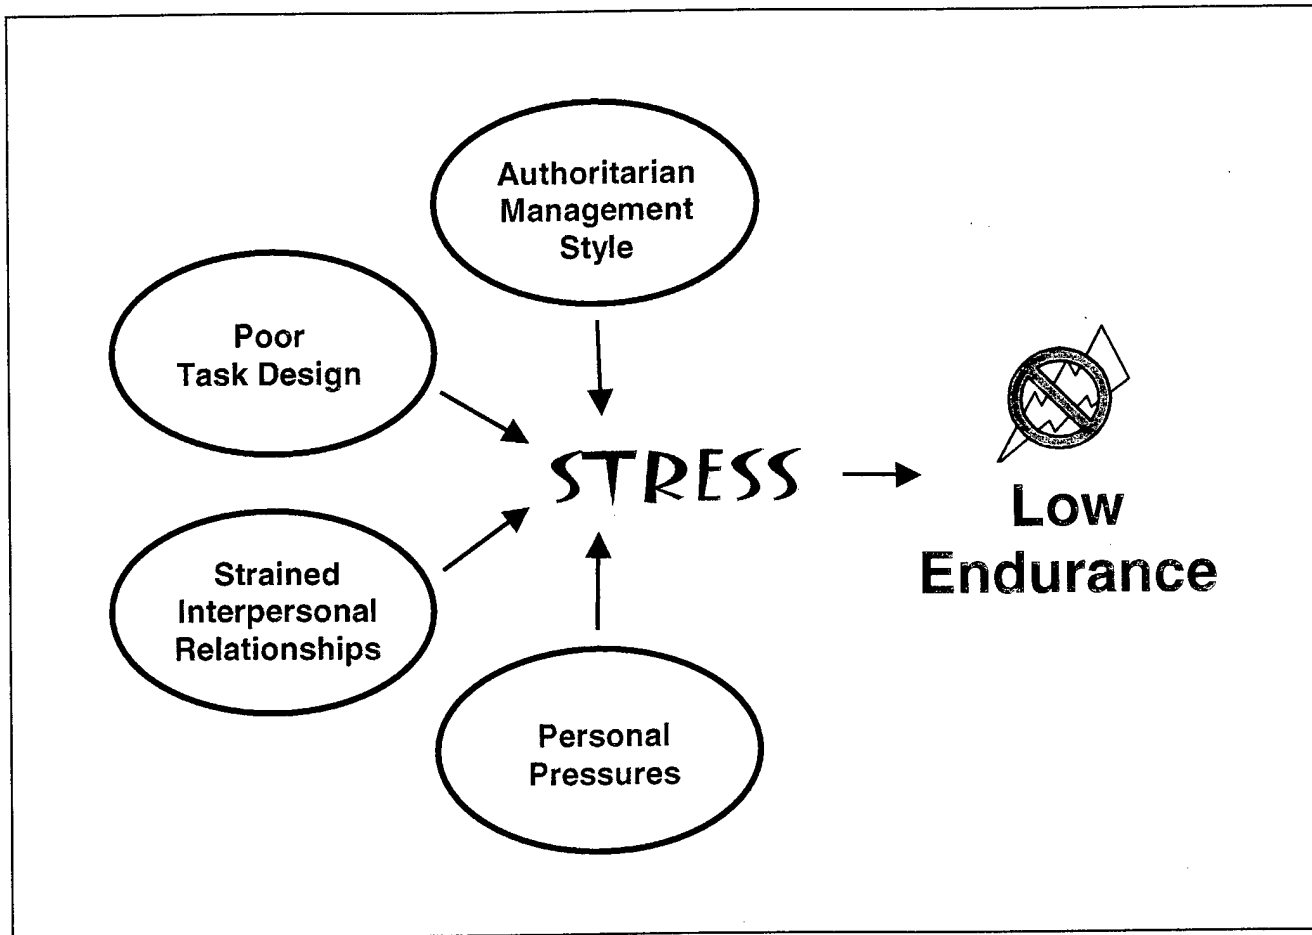 Authoritarian
Management
Style
Poor
Task Design
STRESS
Low
Endurance
Strained
Interpersonal
Relationships
Personal
Pressures